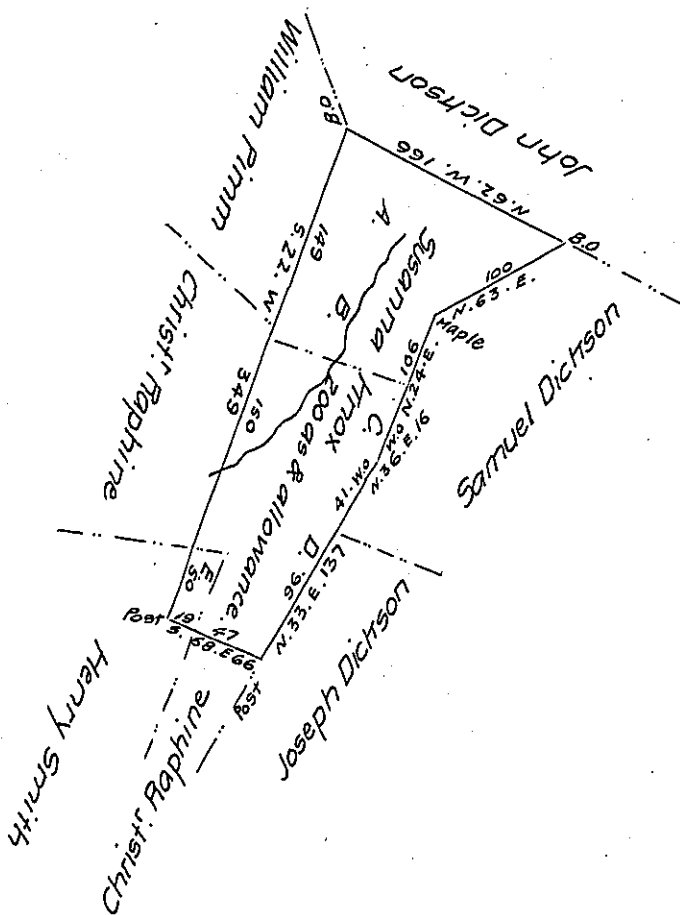 William Pimm
John Dickson
B.O
N.62.W.166
B.O
A.
149
S.22.W.
Christ.r Raphine
B.
Susanna
Knox
200 as & allowance
100
N.63.E.
Maple
106
N.24.E.
C.
W.O
N.36.E.16
41.W.O
Samuel Dickson
150
349
D.
96.
N.33.E.137
Joseph Dickson
E
50
Post
19.
47
S.68.E66.
Post
Henry Smith
Christ.r Raphine